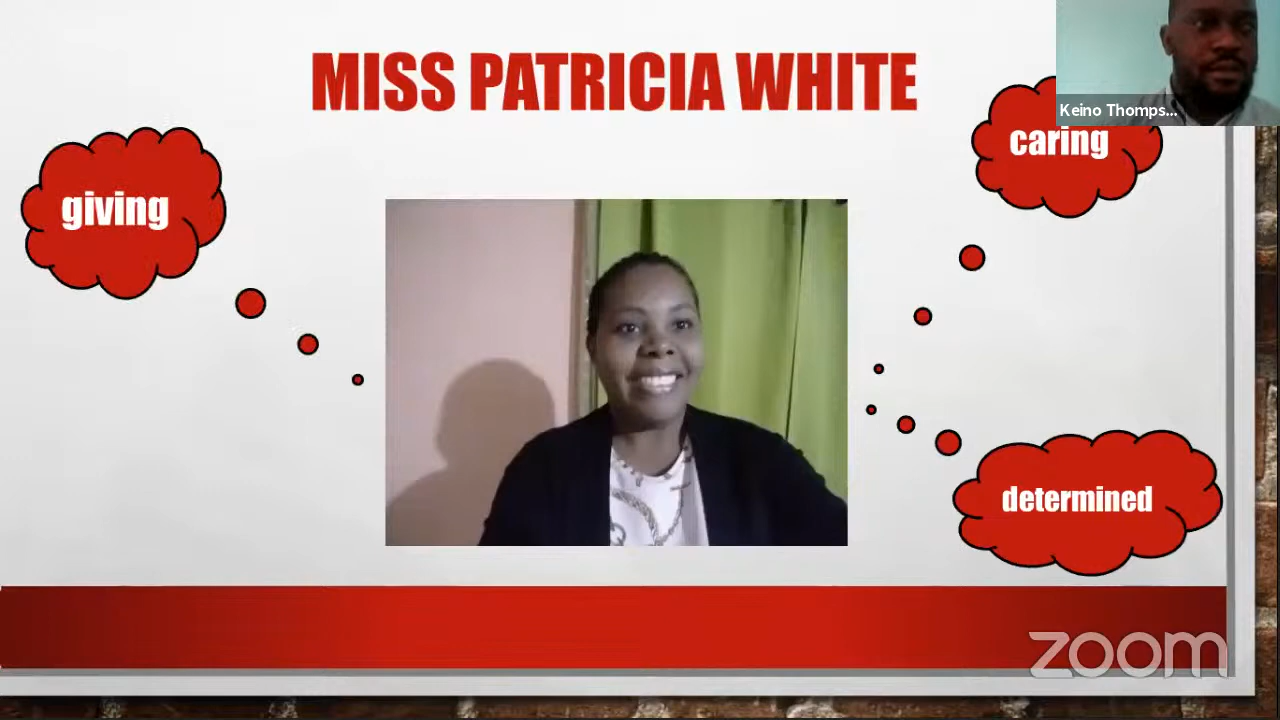 MISS PATRICIA WHITE
Keino Thomps...
caring
giving
determined
zoom